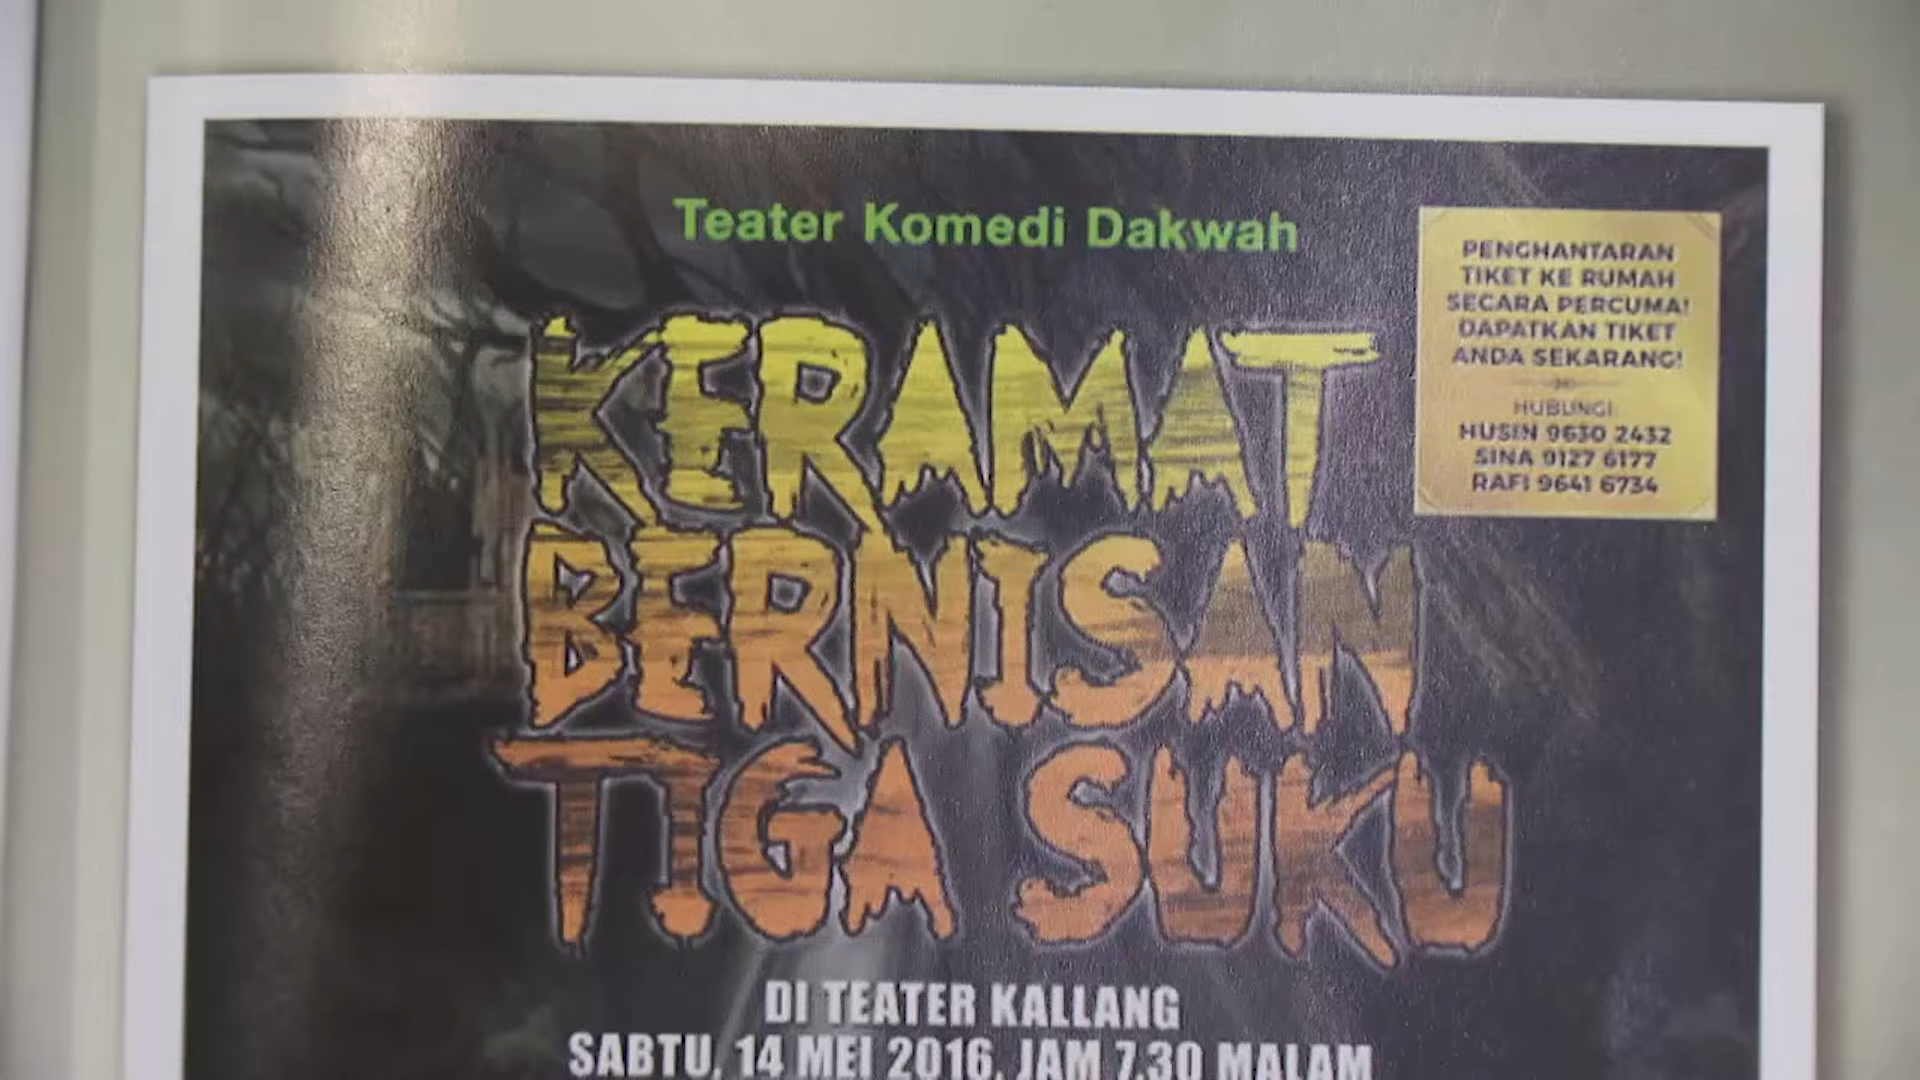 Teater Komedi Dakwah
KERAMAT
BERNISAN
TIGA SUKU
DI TEATER KALLANG
SABTU, 14 MEI 2016, JAM 7.30 MALAM
PENGHANTARAN
TIKET KE RUMAH
SECARA PERCUMA!
DAPATKAN TIKET
ANDA SEKARANG!
HUBUNGI:
HUSIN 9630 2432
SINA 9127 6177
RAFI 9641 6734